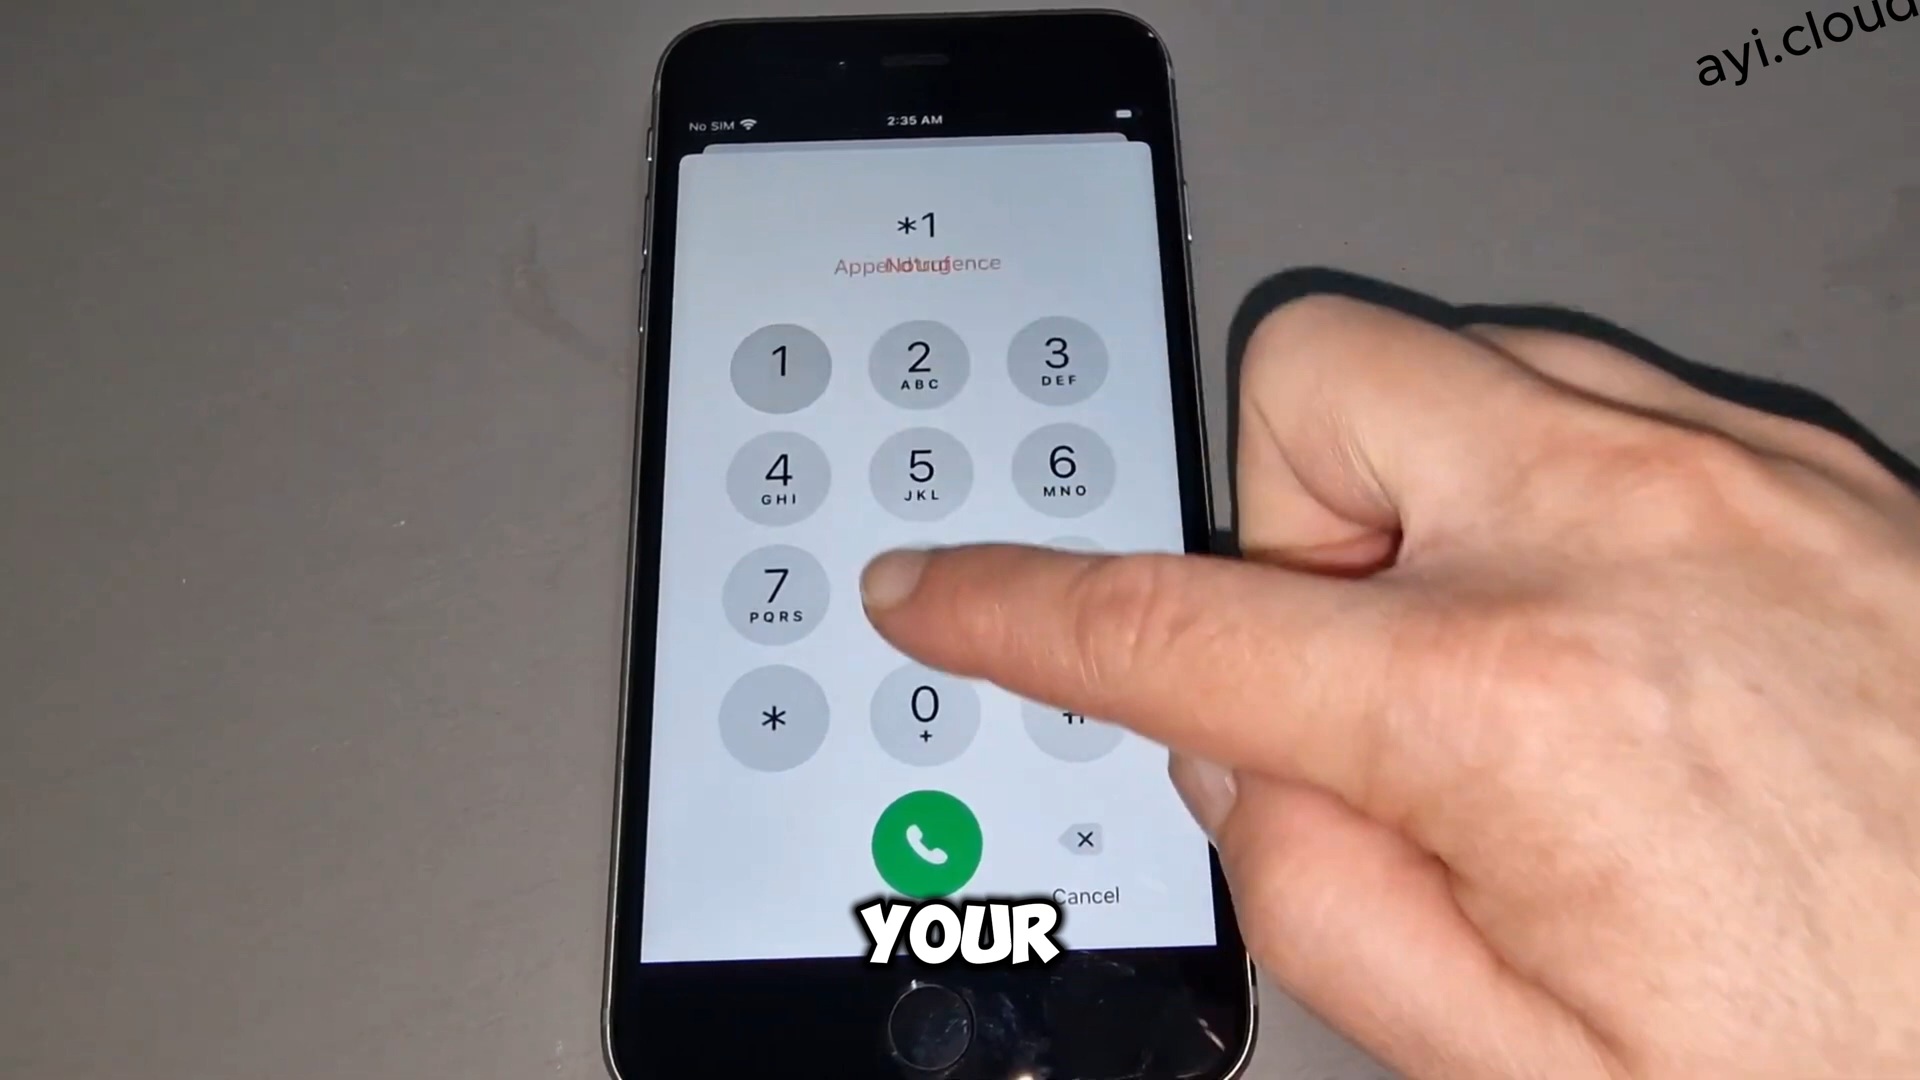 ayi.cloud
No SIM
2:35 AM
*1
1
2
ABC
3
DEF
4
GHI
5
JKL
6
MNO
7
PQRS
*
0
+
Cancel
YOUR